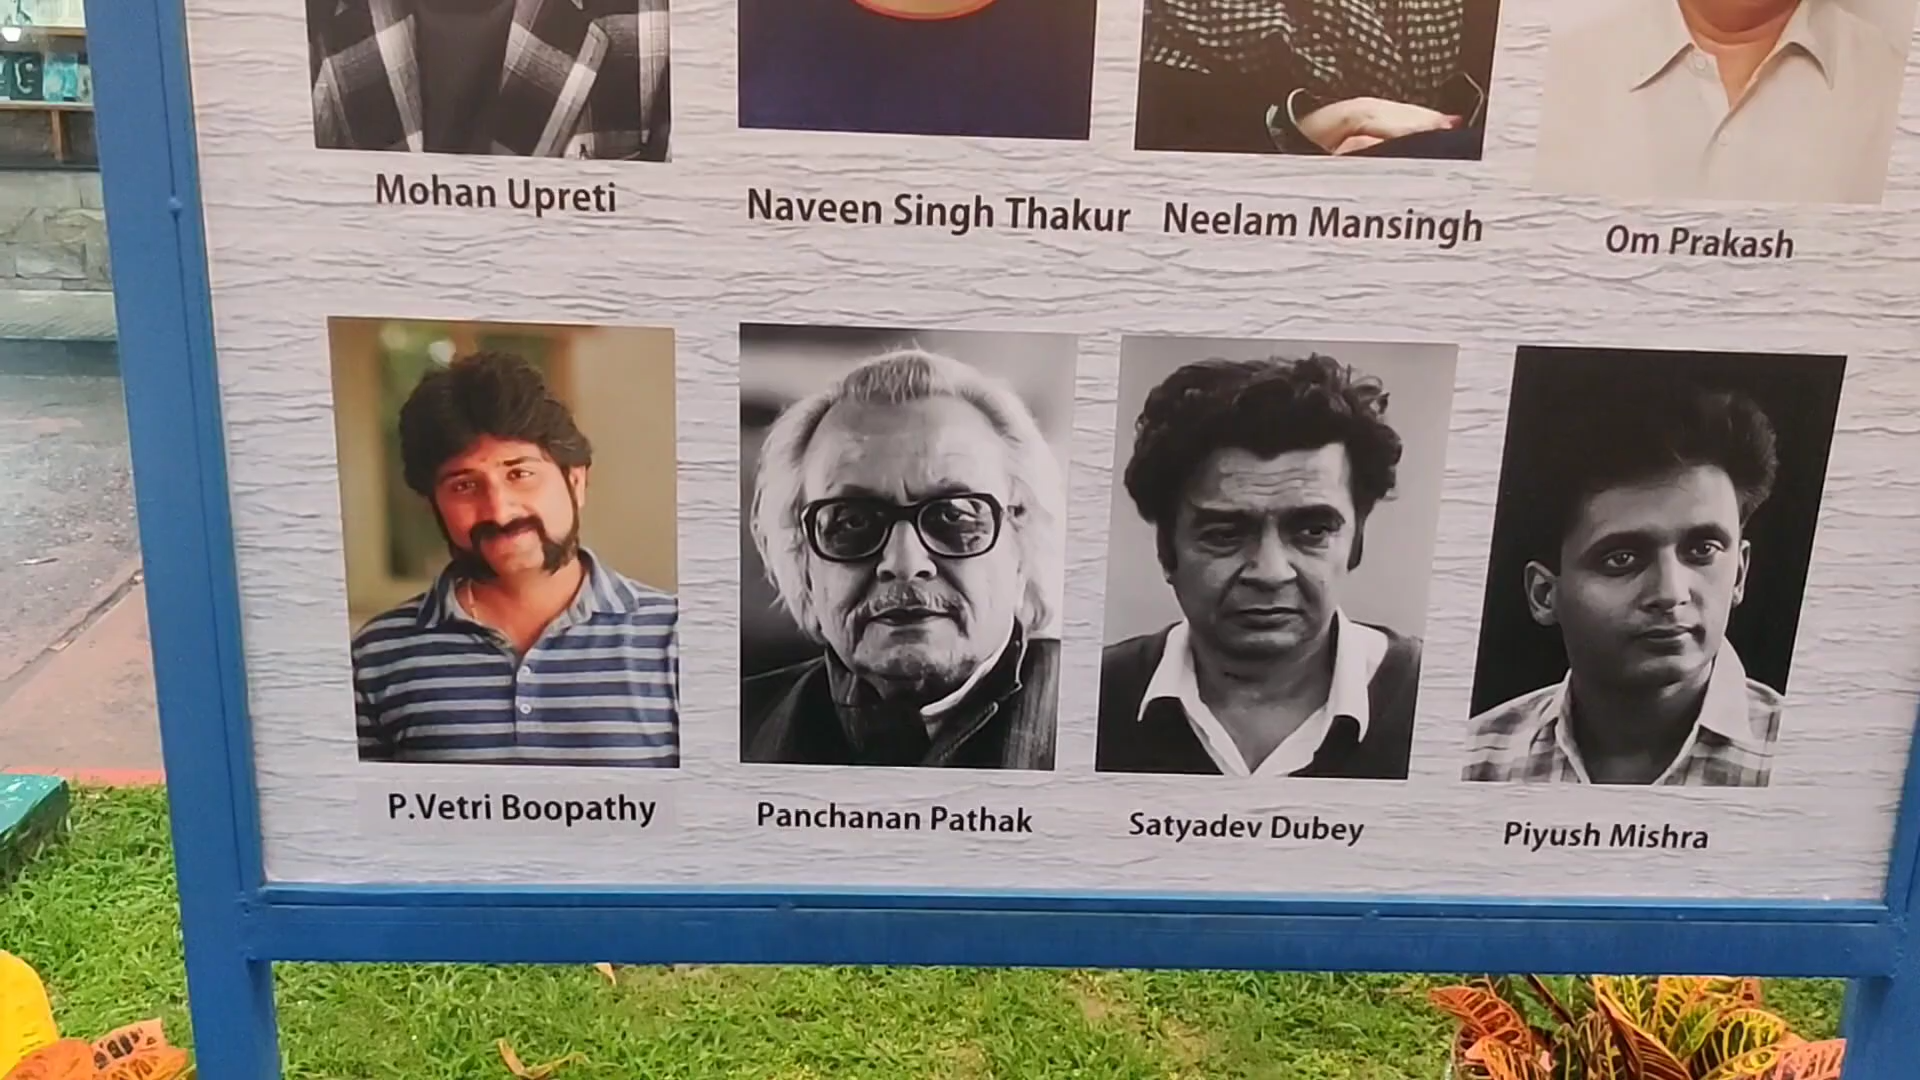 Mohan Upreti
Naveen Singh Thakur
Neelam Mansingh
Om Prakash
P.Vetri Boopathy
Panchanan Pathak
Satyadev Dubey
Piyush Mishra